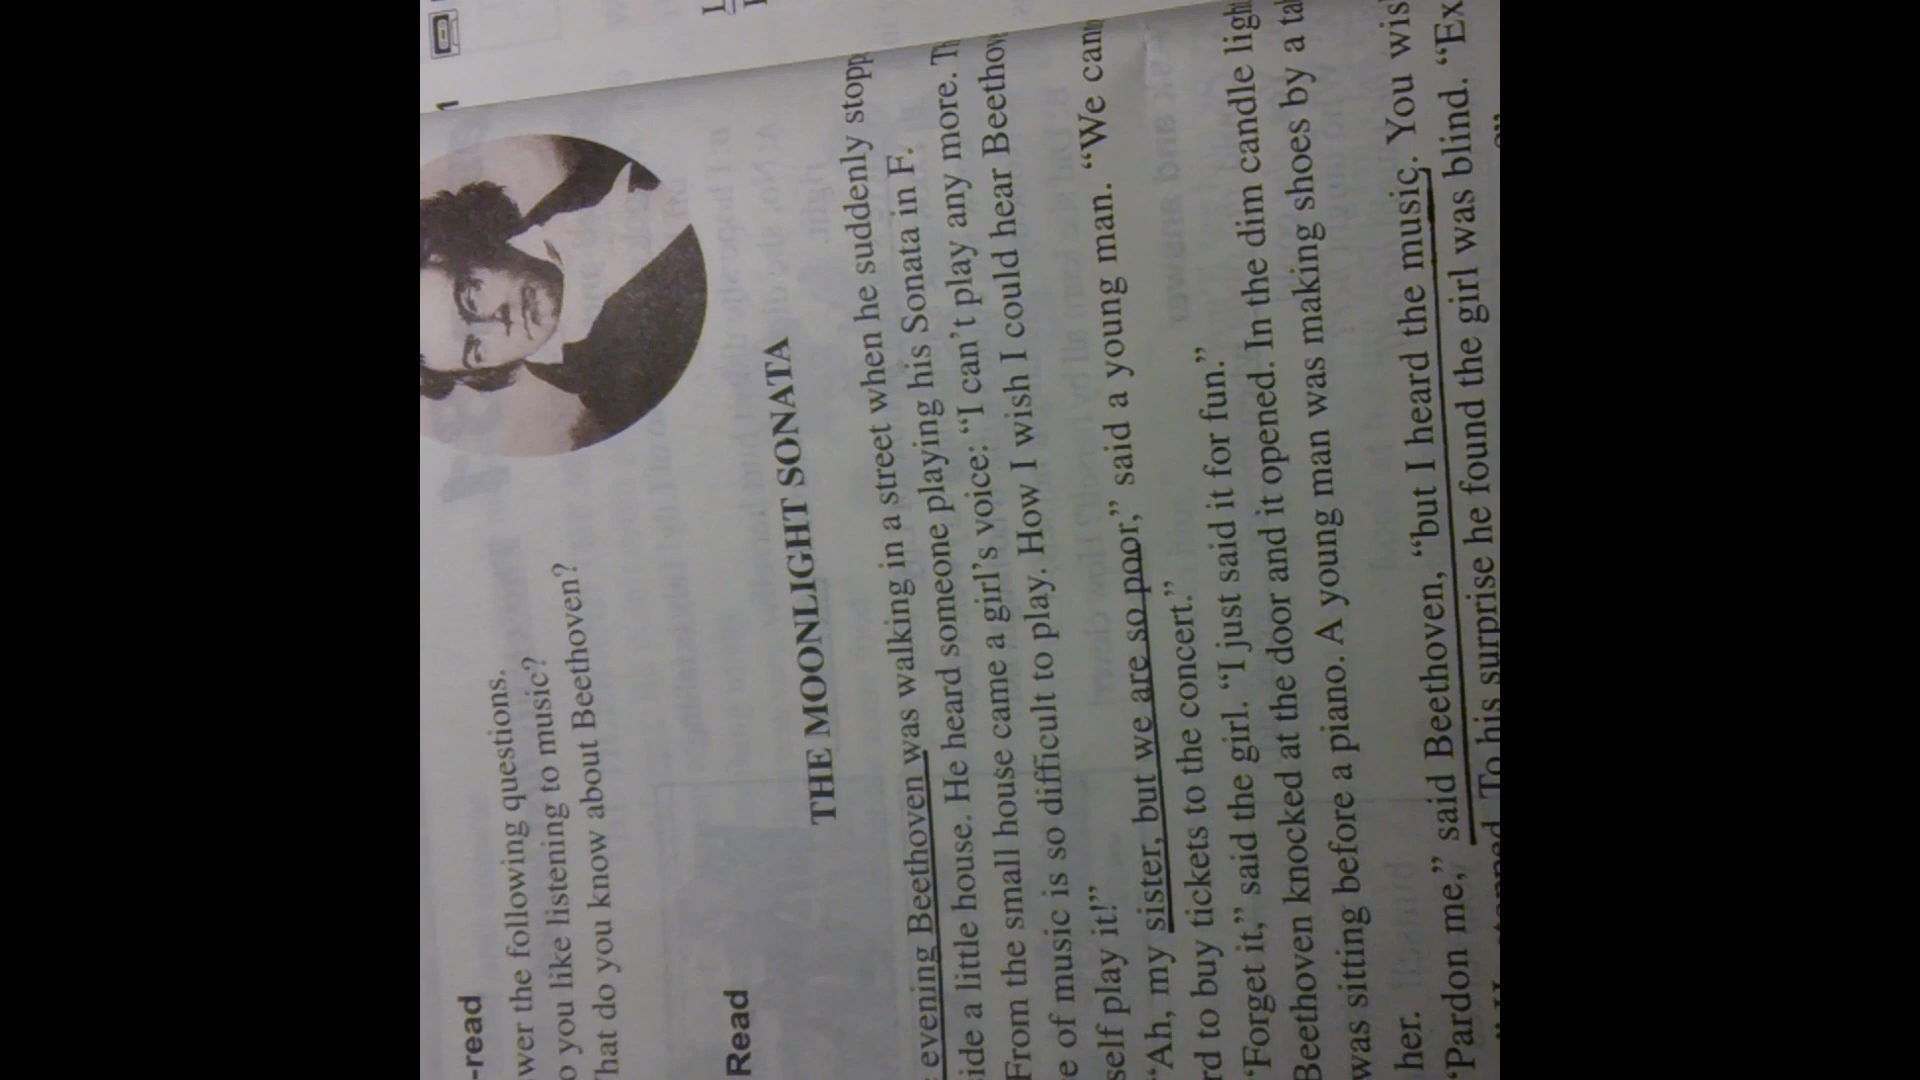 -read
wer the following questions.
o you like listening to music?
hat do you know about Beethoven?
Read
THE MOONLIGHT SONATA
evening Beethoven was walking in a street when he suddenly stopp
ide a little house. He heard someone playing his Sonata in F.
From the small house came a girl's voice: "I can't play any more. Th
e of music is so difficult to play. How I wish I could hear Beethov
self play it!"
"Ah, my sister, but we are so poor," said a young man. "We cann
rd to buy tickets to the concert."
"Forget it," said the girl. "I just said it for fun."
Beethoven knocked at the door and it opened. In the dim candle ligh
was sitting before a piano. A young man was making shoes by a ta
her.
"Pardon me," said Beethoven, "but I heard the music. You wis
stopped. To his surprise he found the girl was blind. "Ex